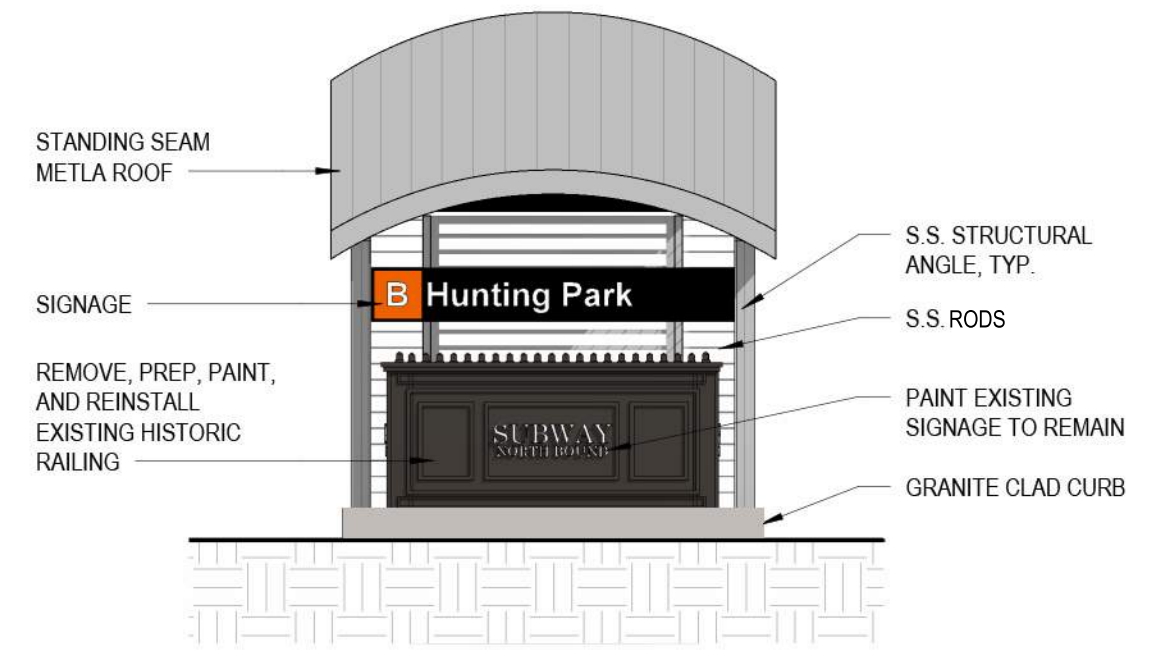 STANDING SEAM
METLA ROOF
SIGNAGE
REMOVE, PREP, PAINT,
AND REINSTALL
EXISTING HISTORIC
RAILING
B Hunting Park
SUBWAY
NORTH BOUND
S.S. STRUCTURAL
ANGLE, TYP.
S.S. RODS
PAINT EXISTING
SIGNAGE TO REMAIN
GRANITE CLAD CURB